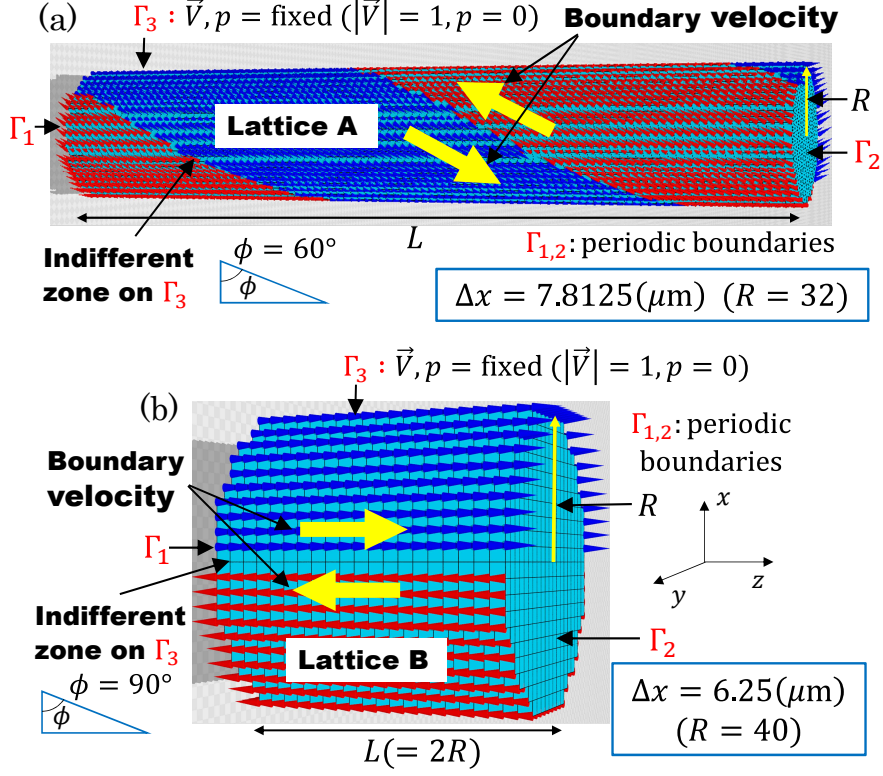 (a)
Γ₃ : V⃗, p = fixed (|V⃗| = 1, p = 0)
Boundary velocity
Γ₁
Lattice A
R
Γ₂
L
Indifferent
zone on Γ₃
ϕ = 60°
ϕ
Γ₁,₂: periodic boundaries
Δx = 7.8125(μm) (R = 32)
Γ₃ : V⃗, p = fixed (|V⃗| = 1, p = 0)
(b)
Γ₁,₂: periodic
boundaries
Boundary
velocity
R
x
y
z
Γ₁
Indifferent
zone on Γ₃
Lattice B
Γ₂
ϕ = 90°
ϕ
L(= 2R)
Δx = 6.25(μm)
(R = 40)